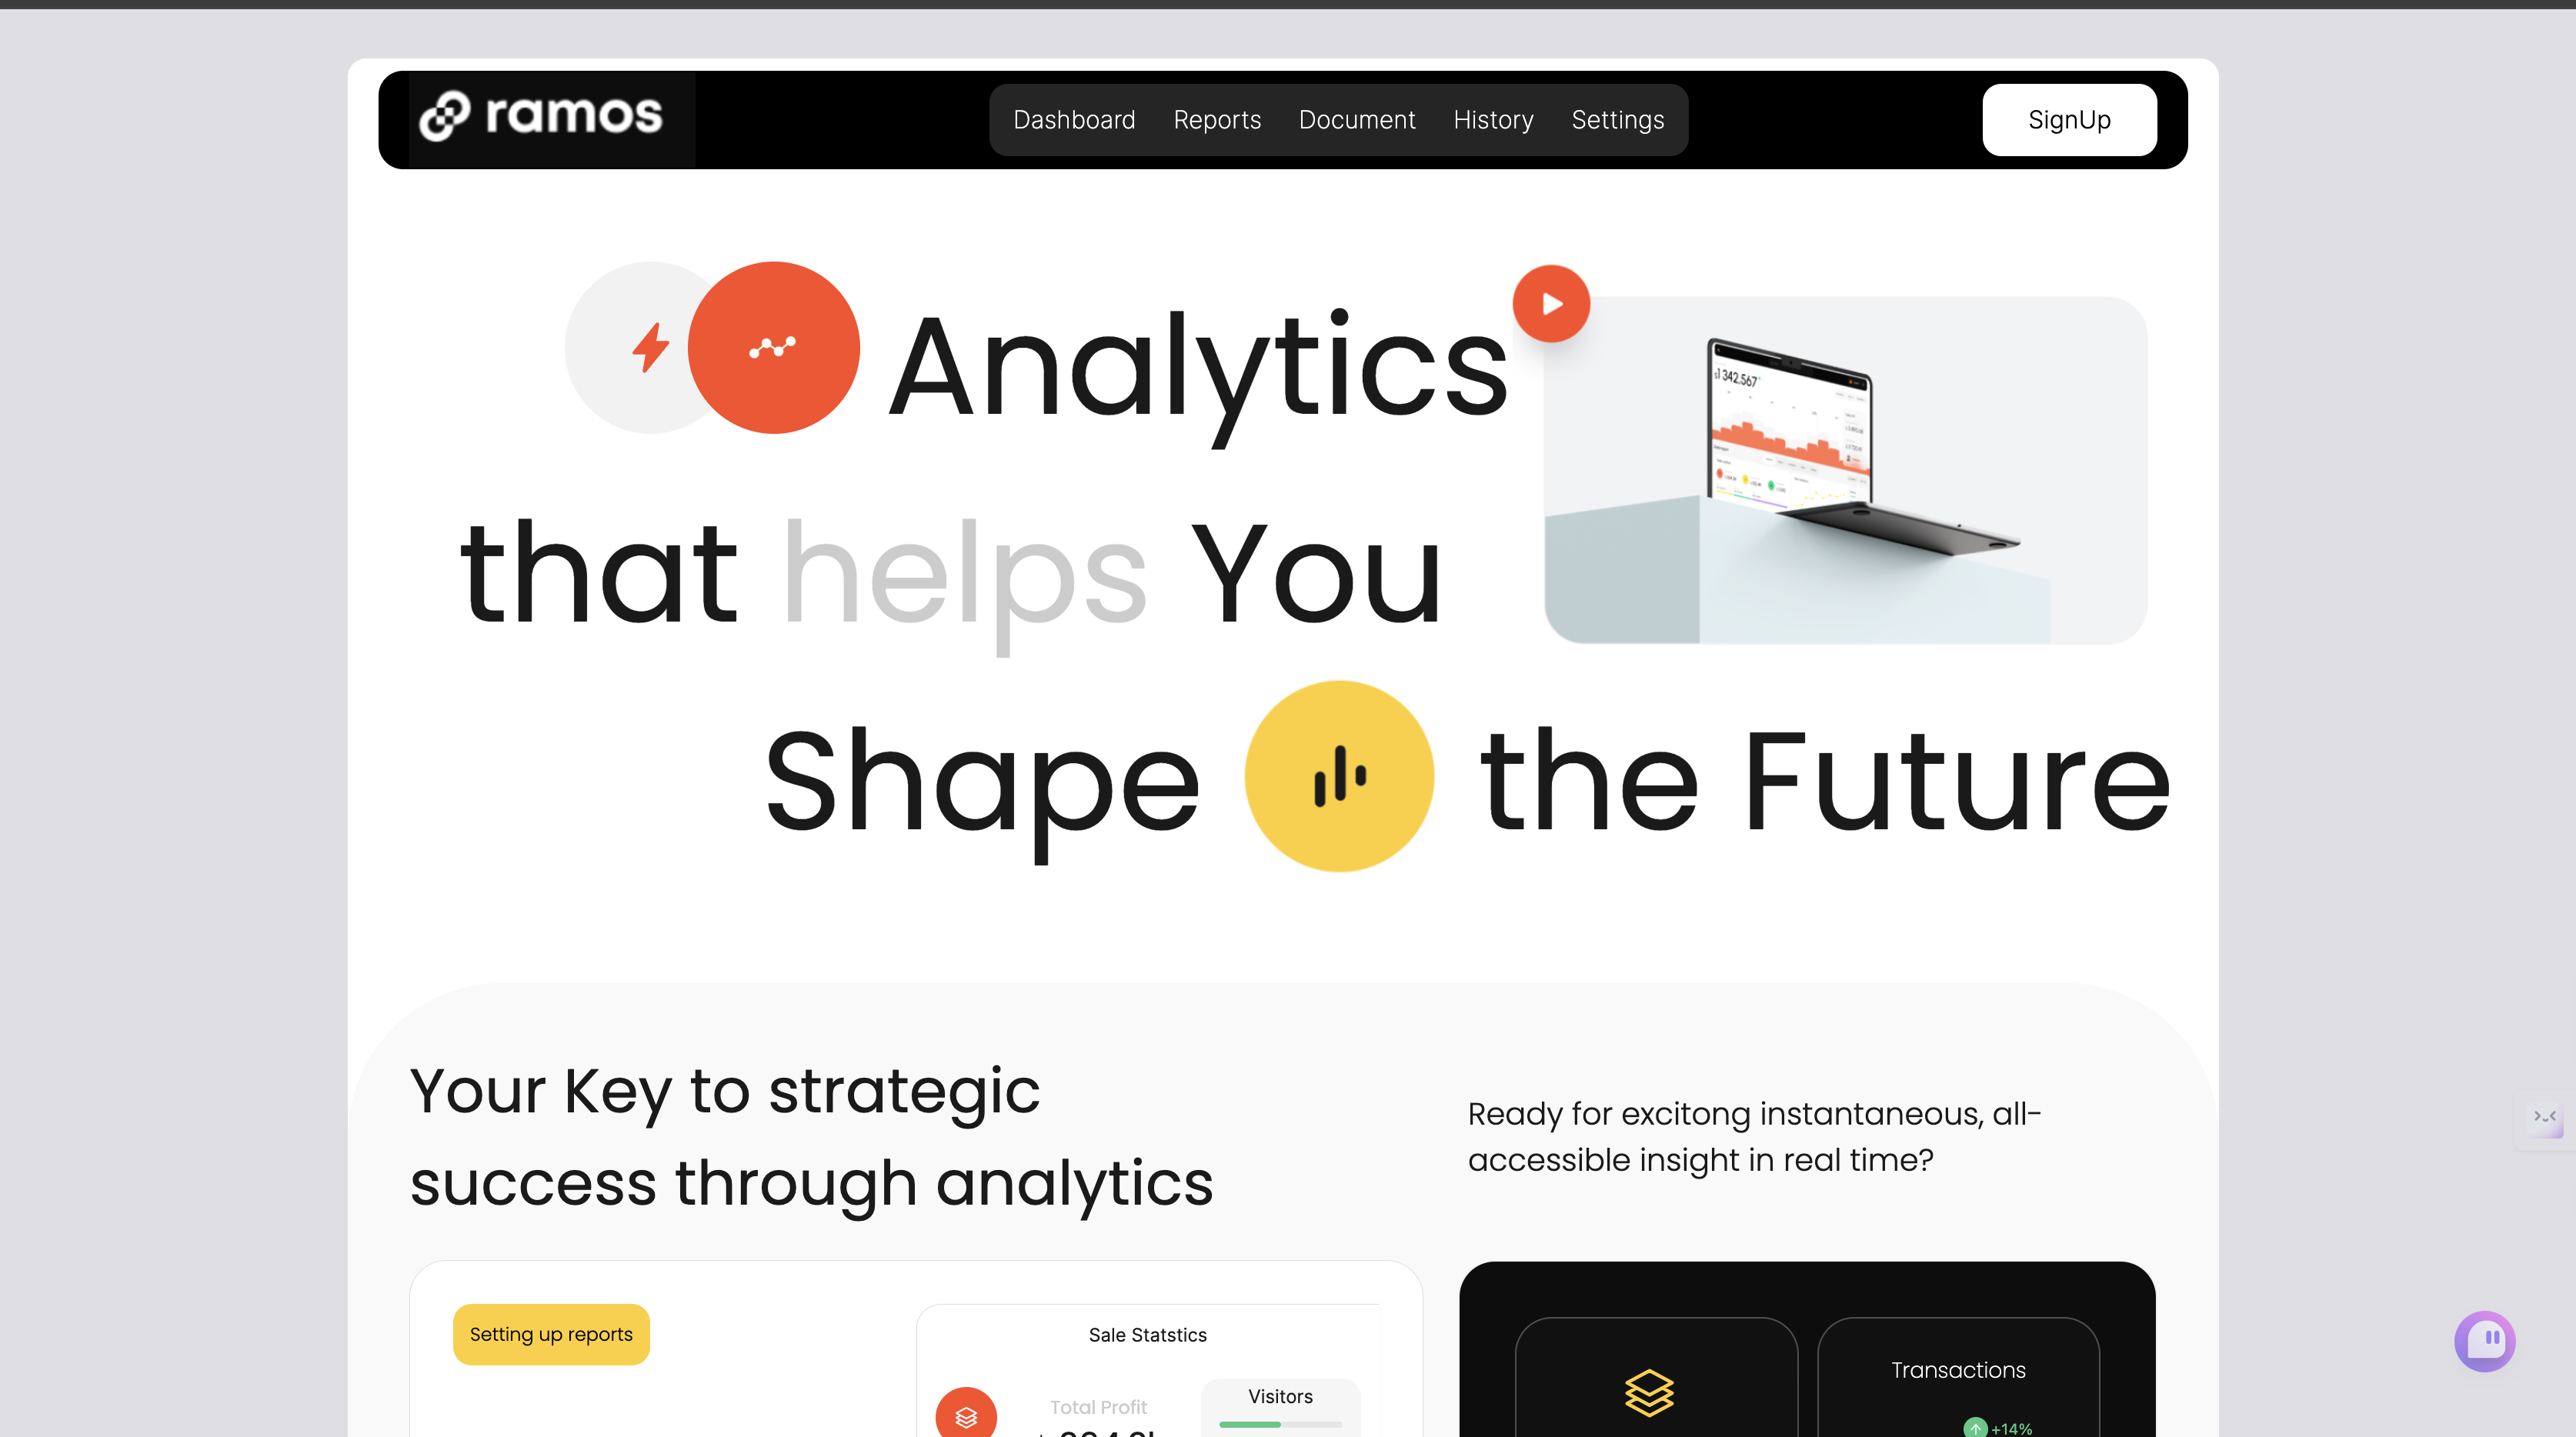 ramos
Dashboard Reports Document History Settings
SignUp
Analytics
that helps You
Shape the Future
$1 342.567
Your Key to strategic
success through analytics
Ready for excitong instantaneous, all-
accessible insight in real time?
Setting up reports
Sale Statstics
Total Profit
Visitors
Transactions
+14%